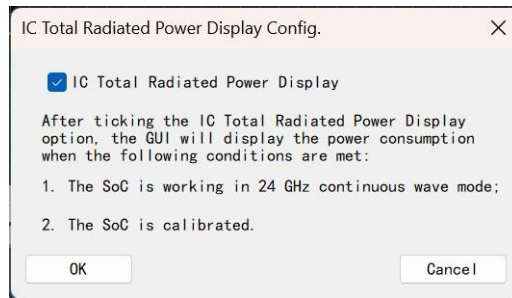 IC Total Radiated Power Display Config.
IC Total Radiated Power Display
After ticking the IC Total Radiated Power Display
option, the GUI will display the power consumption
when the following conditions are met:
1. The SoC is working in 24 GHz continuous wave mode;
2. The SoC is calibrated.
OK
Cancel